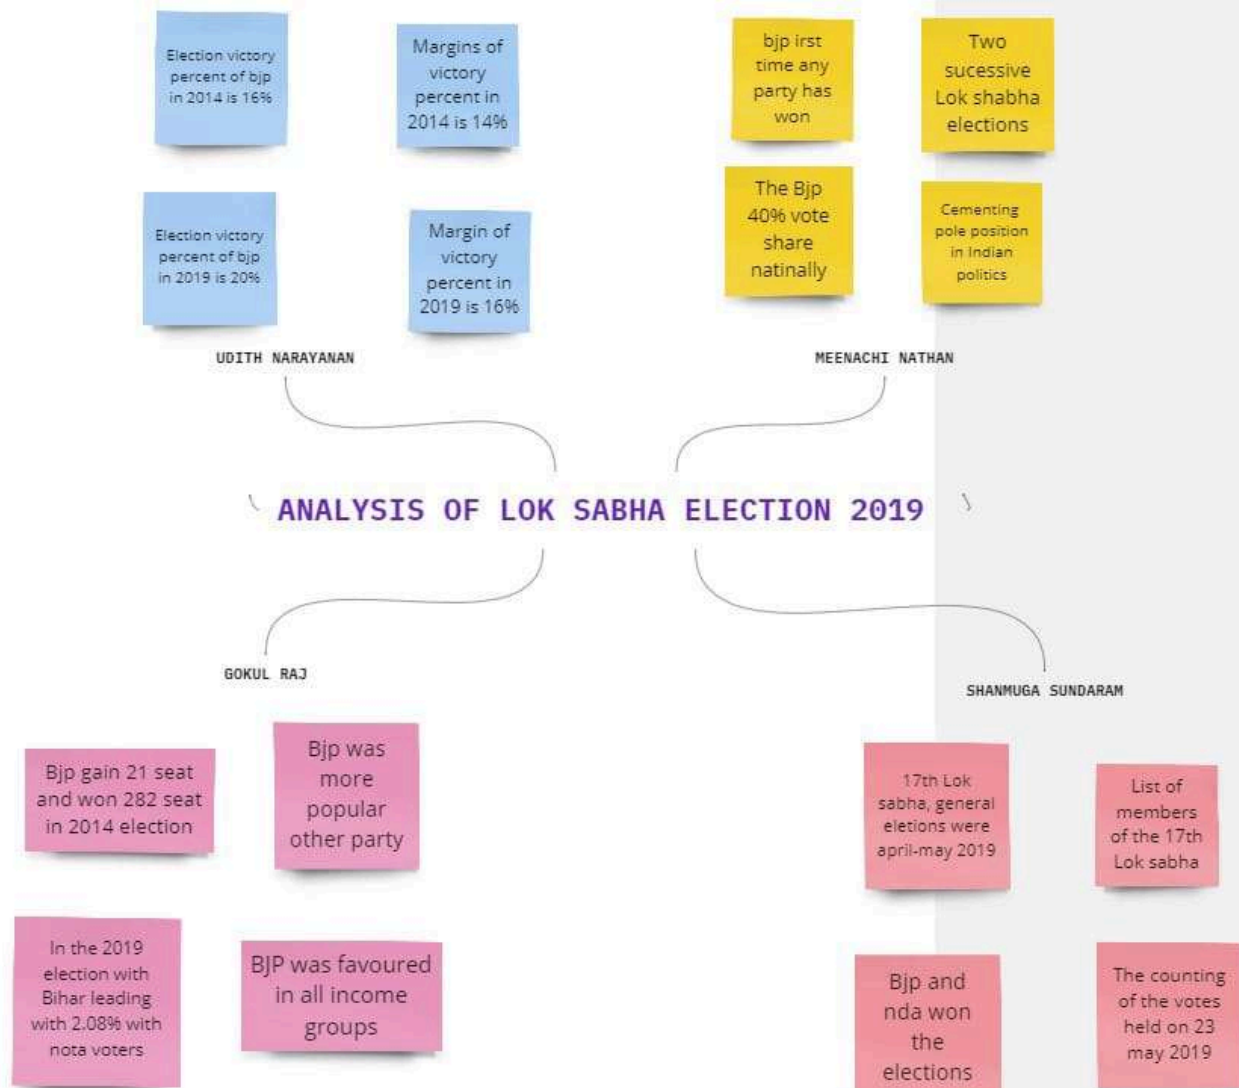 Election victory
percent of bjp
in 2014 is 16%
Margins of
victory
percent in
2014 is 14%
Election victory
percent of bjp
in 2019 is 20%
Margin of
victory
percent in
2019 is 16%
UDITH NARAYANAN
bjp irst
time any
party has
won
Two
sucessive
Lok shabha
elections
The Bjp
40% vote
share
natinally
Cementing
pole position
in Indian
politics
MEENACHI NATHAN
ANALYSIS OF LOK SABHA ELECTION 2019
GOKUL RAJ
Bjp gain 21 seat
and won 282 seat
in 2014 election
Bjp was
more
popular
other party
In the 2019
election with
Bihar leading
with 2.08% with
nota voters
BJP was favoured
in all income
groups
SHANMUGA SUNDARAM
17th Lok
sabha, general
eletions were
april-may 2019
List of
members
of the 17th
Lok sabha
Bjp and
nda won
the
elections
The counting
of the votes
held on 23
may 2019